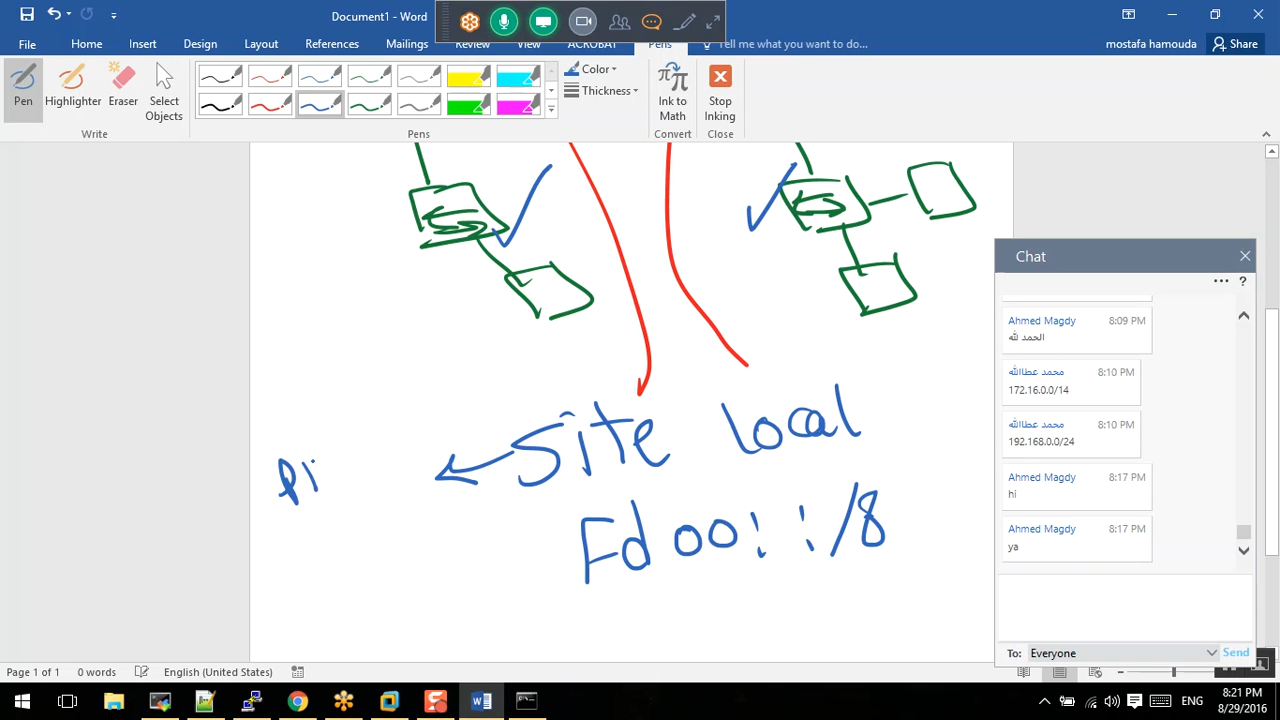 Document1 - Word
mostafa hamouda
Share
File
Home
Insert
Design
Layout
References
Mailings
Review
View
ACROBAT
Pens
Tell me what you want to do...
Pen
Highlighter
Eraser
Select Objects
Color
Thickness
Ink to Math
Stop Inking
Write
Pens
Convert
Close
Site local
Pi
Fd00::/8
Chat
Ahmed Magdy 8:09 PM
الحمد لله
محمد عطاالله 8:10 PM
172.16.0.0/14
محمد عطاالله 8:10 PM
192.168.0.0/24
Ahmed Magdy 8:17 PM
hi
Ahmed Magdy 8:17 PM
ya
To: Everyone
Send
Page 1 of 1
0 words
English (United States)
ENG
8:21 PM
8/29/2016